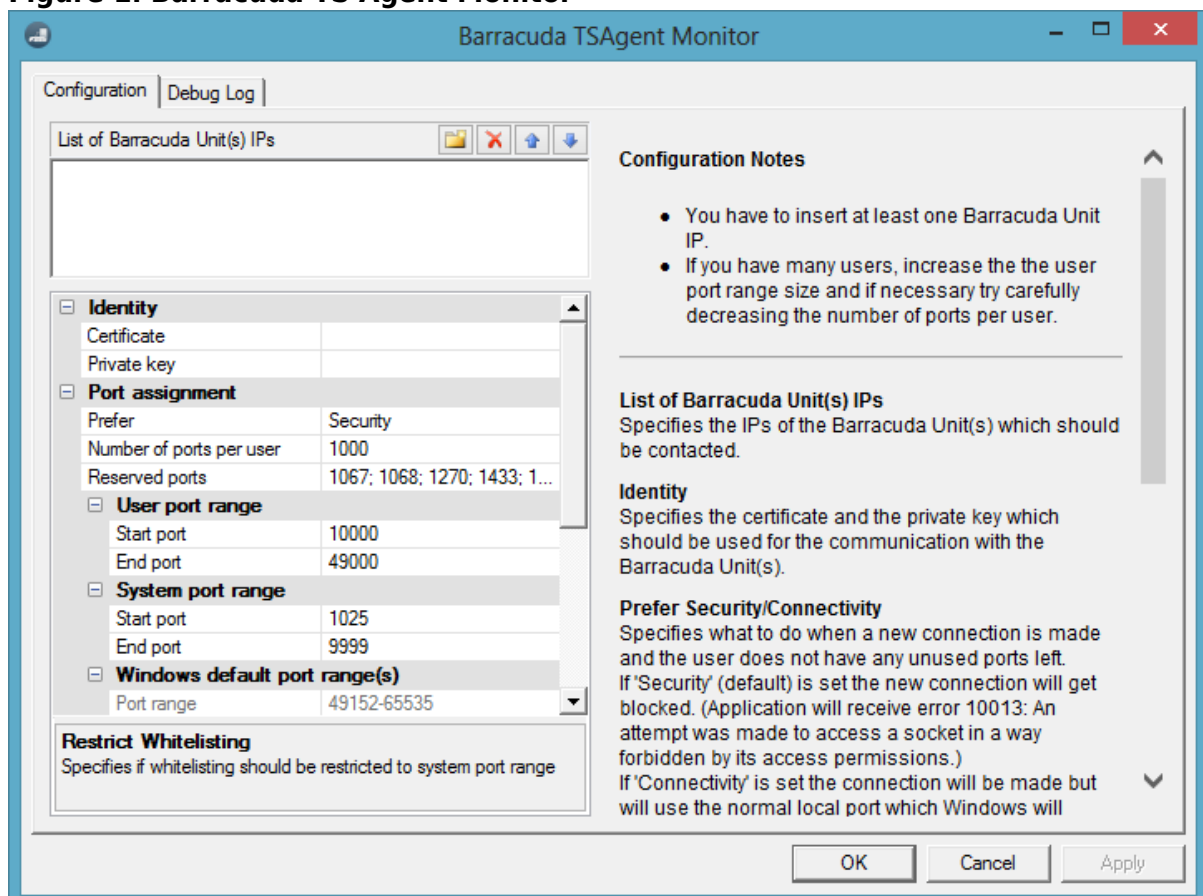 Figure 1: Barracuda TS Agent Monitor
Barracuda TSAgent Monitor
Configuration
Debug Log
List of Barracuda Unit(s) IPs
Identity
Certificate
Private key
Port assignment
Prefer Security
Number of ports per user 1000
Reserved ports 1067; 1068; 1270; 1433; 1...
User port range
Start port 10000
End port 49000
System port range
Start port 1025
End port 9999
Windows default port range(s)
Port range 49152-65535
Restrict Whitelisting
Specifies if whitelisting should be restricted to system port range
Configuration Notes
● You have to insert at least one Barracuda Unit
IP.
● If you have many users, increase the the user
port range size and if necessary try carefully
decreasing the number of ports per user.
List of Barracuda Unit(s) IPs
Specifies the IPs of the Barracuda Unit(s) which should
be contacted.
Identity
Specifies the certificate and the private key which
should be used for the communication with the
Barracuda Unit(s).
Prefer Security/Connectivity
Specifies what to do when a new connection is made
and the user does not have any unused ports left.
If 'Security' (default) is set the new connection will get
blocked. (Application will receive error 10013: An
attempt was made to access a socket in a way
forbidden by its access permissions.)
If 'Connectivity' is set the connection will be made but
will use the normal local port which Windows will
OK
Cancel
Apply